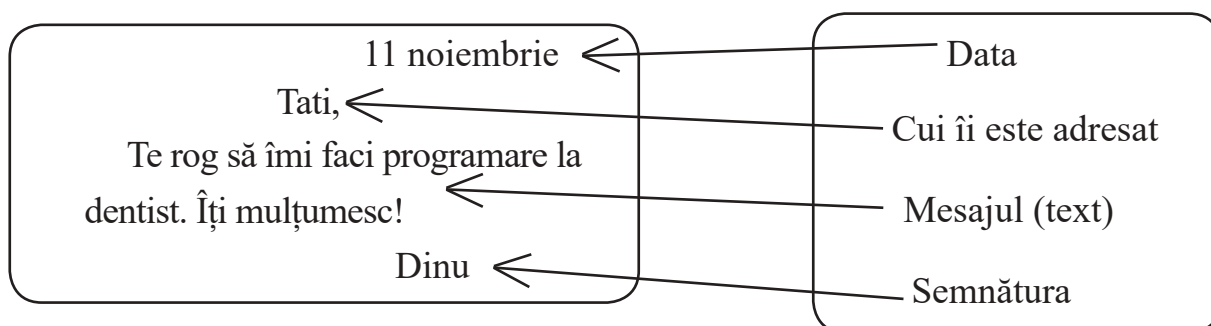 11 noiembrie
Tati,
Te rog să îmi faci programare la
dentist. Îți mulțumesc!
Dinu
Data
Cui îi este adresat
Mesajul (text)
Semnătura